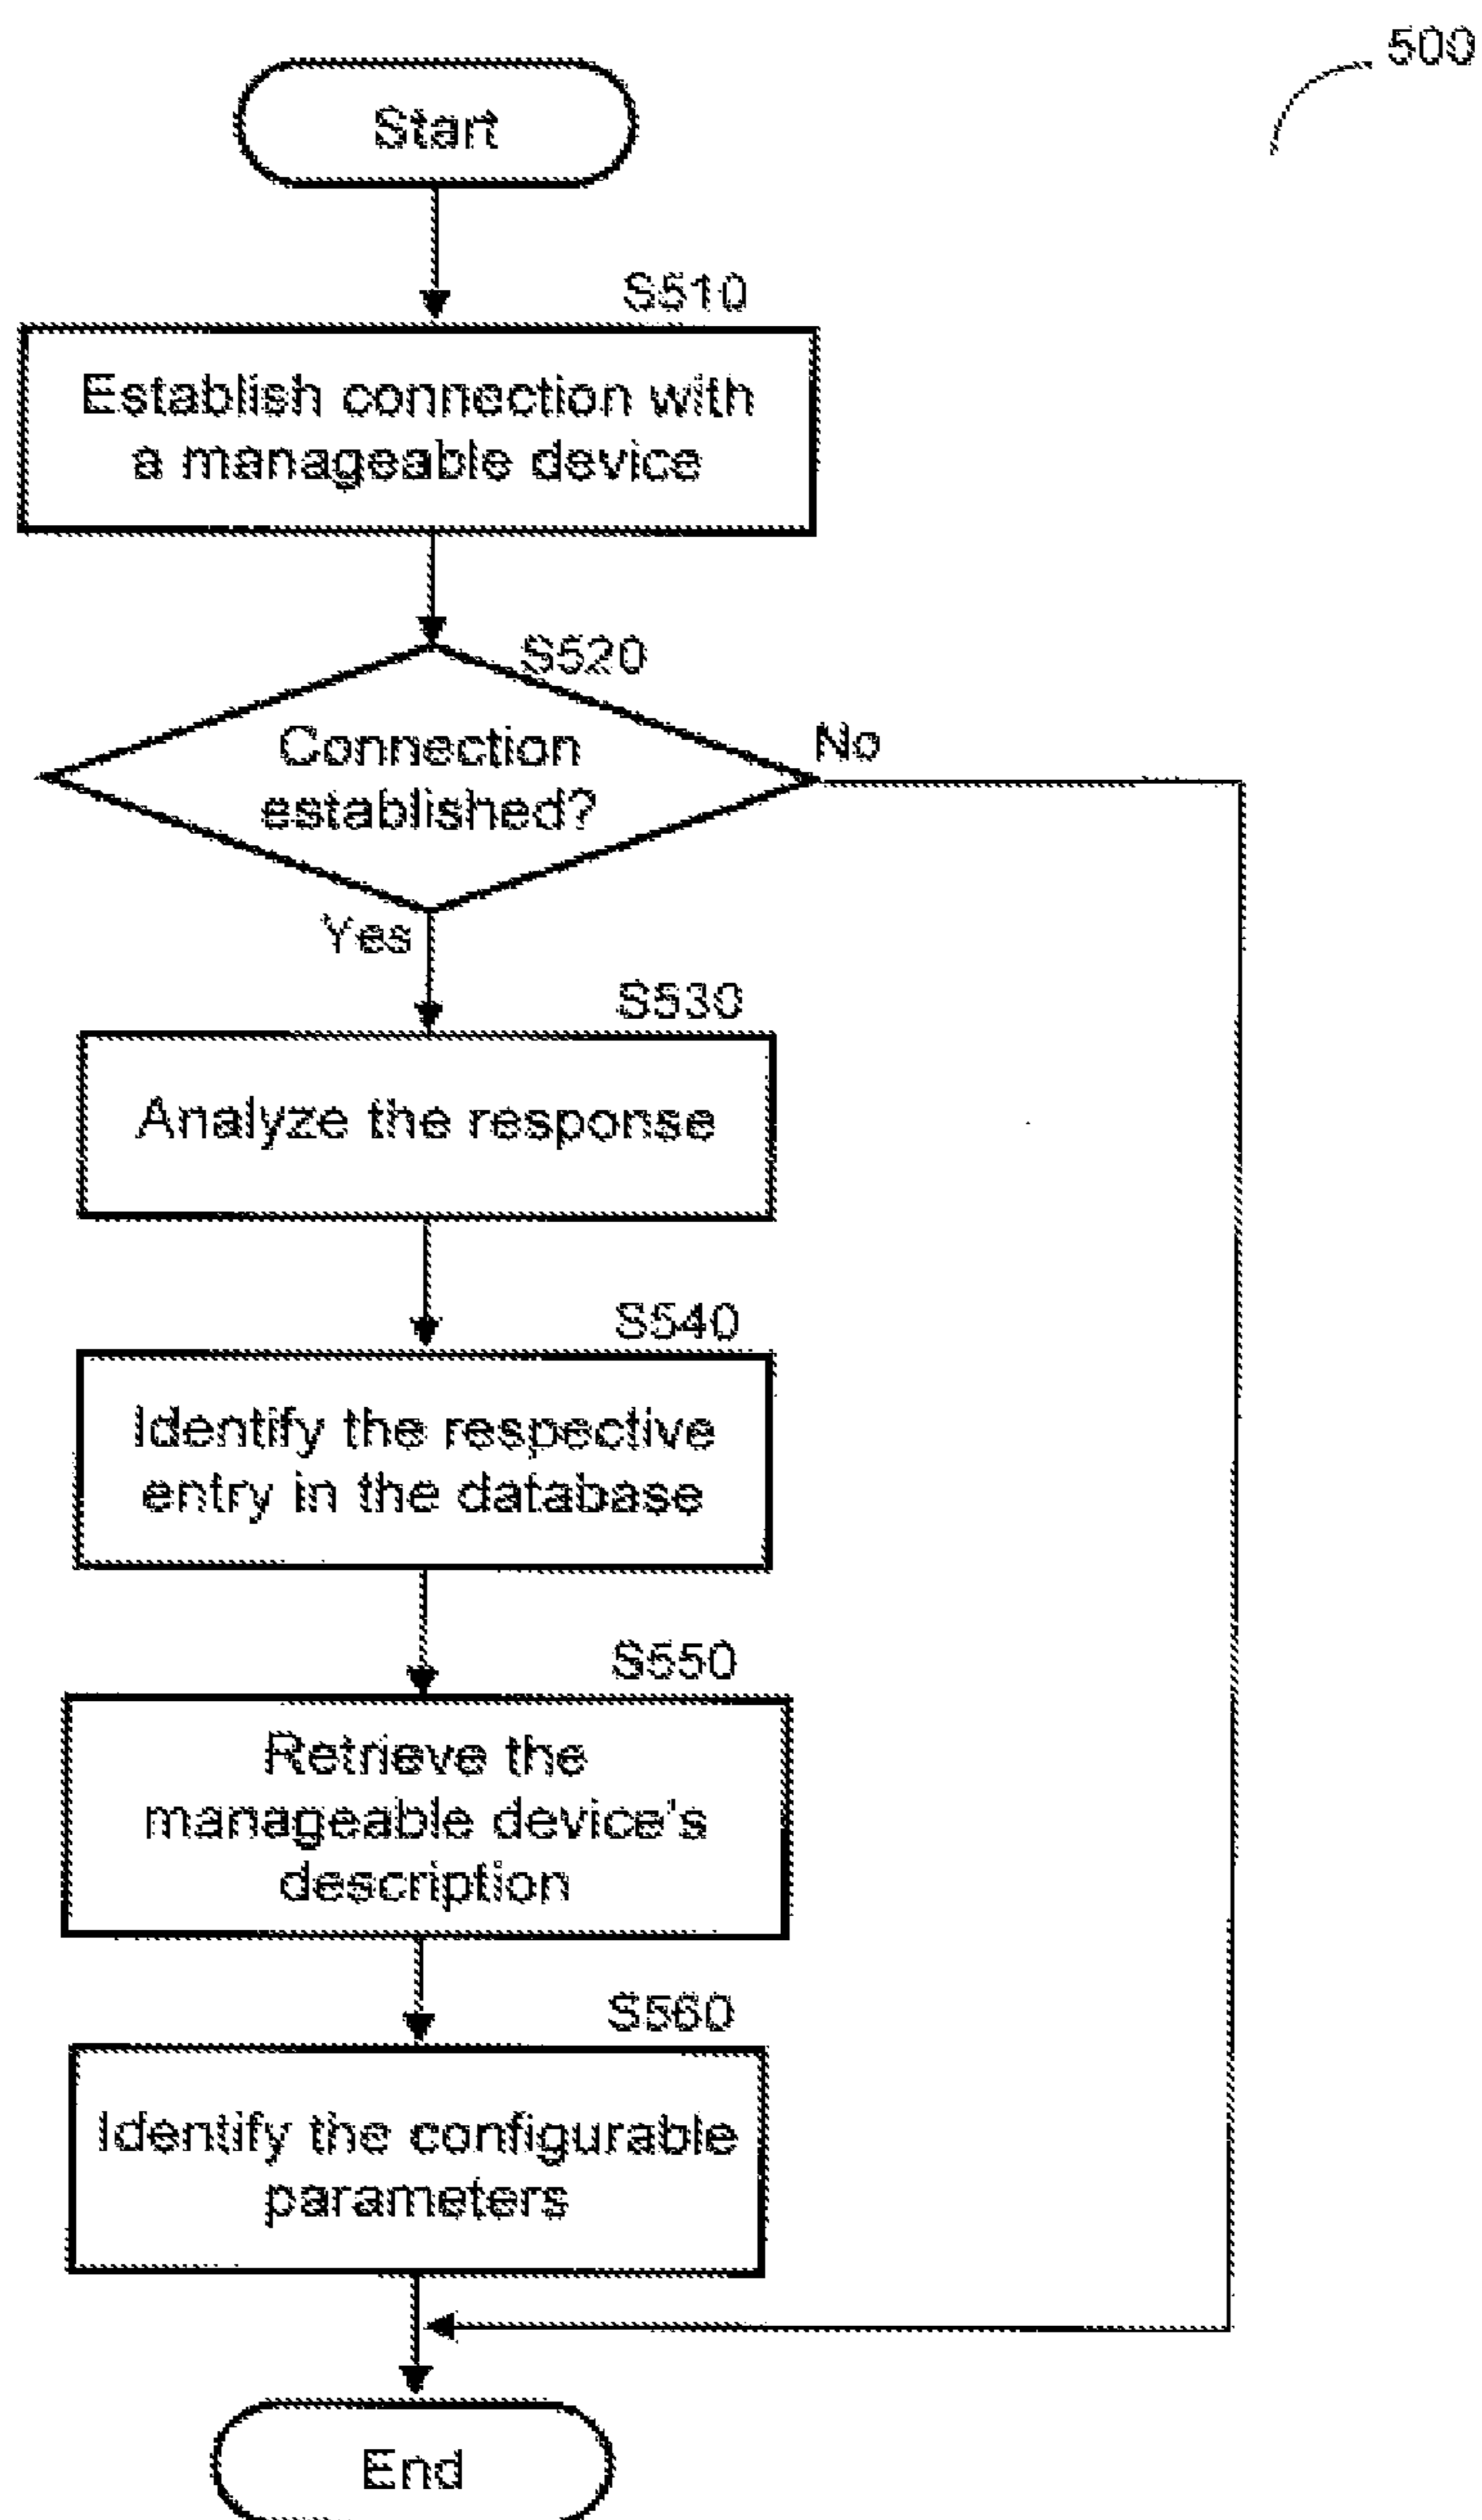 500
Start
S510
Establish connection with
a manageable device
S520
Connection
established?
No
Yes
S530
Analyze the response
S540
Identify the respective
entry in the database
S550
Retrieve the
manageable device's
description
S560
Identify the configurable
parameters
End